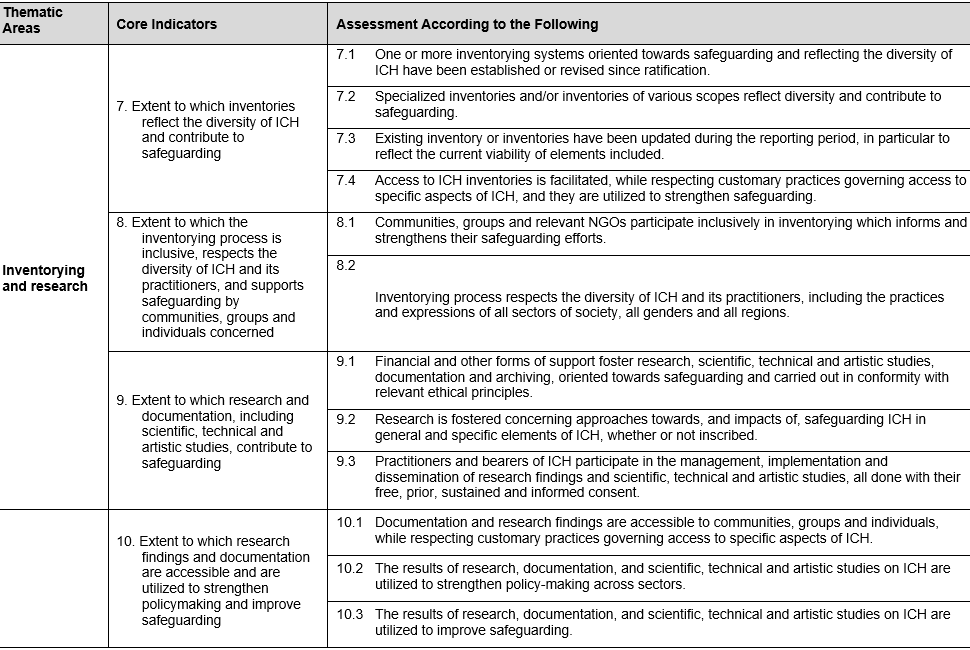 Thematic
Areas
Core Indicators
Assessment According to the Following
Inventorying
and research
7. Extent to which inventories
reflect the diversity of ICH
and contribute to
safeguarding
7.1 One or more inventorying systems oriented towards safeguarding and reflecting the diversity of
ICH have been established or revised since ratification.
7.2 Specialized inventories and/or inventories of various scopes reflect diversity and contribute to
safeguarding.
7.3 Existing inventory or inventories have been updated during the reporting period, in particular to
reflect the current viability of elements included.
7.4 Access to ICH inventories is facilitated, while respecting customary practices governing access to
specific aspects of ICH, and they are utilized to strengthen safeguarding.
8. Extent to which the
inventorying process is
inclusive, respects the
diversity of ICH and its
practitioners, and supports
safeguarding by
communities, groups and
individuals concerned
8.1 Communities, groups and relevant NGOs participate inclusively in inventorying which informs and
strengthens their safeguarding efforts.
8.2
Inventorying process respects the diversity of ICH and its practitioners, including the practices
and expressions of all sectors of society, all genders and all regions.
9. Extent to which research and
documentation, including
scientific, technical and
artistic studies, contribute to
safeguarding
9.1 Financial and other forms of support foster research, scientific, technical and artistic studies,
documentation and archiving, oriented towards safeguarding and carried out in conformity with
relevant ethical principles.
9.2 Research is fostered concerning approaches towards, and impacts of, safeguarding ICH in
general and specific elements of ICH, whether or not inscribed.
9.3 Practitioners and bearers of ICH participate in the management, implementation and
dissemination of research findings and scientific, technical and artistic studies, all done with their
free, prior, sustained and informed consent.
10. Extent to which research
findings and documentation
are accessible and are
utilized to strengthen
policymaking and improve
safeguarding
10.1 Documentation and research findings are accessible to communities, groups and individuals,
while respecting customary practices governing access to specific aspects of ICH.
10.2 The results of research, documentation, and scientific, technical and artistic studies on ICH are
utilized to strengthen policy-making across sectors.
10.3 The results of research, documentation, and scientific, technical and artistic studies on ICH are
utilized to improve safeguarding.